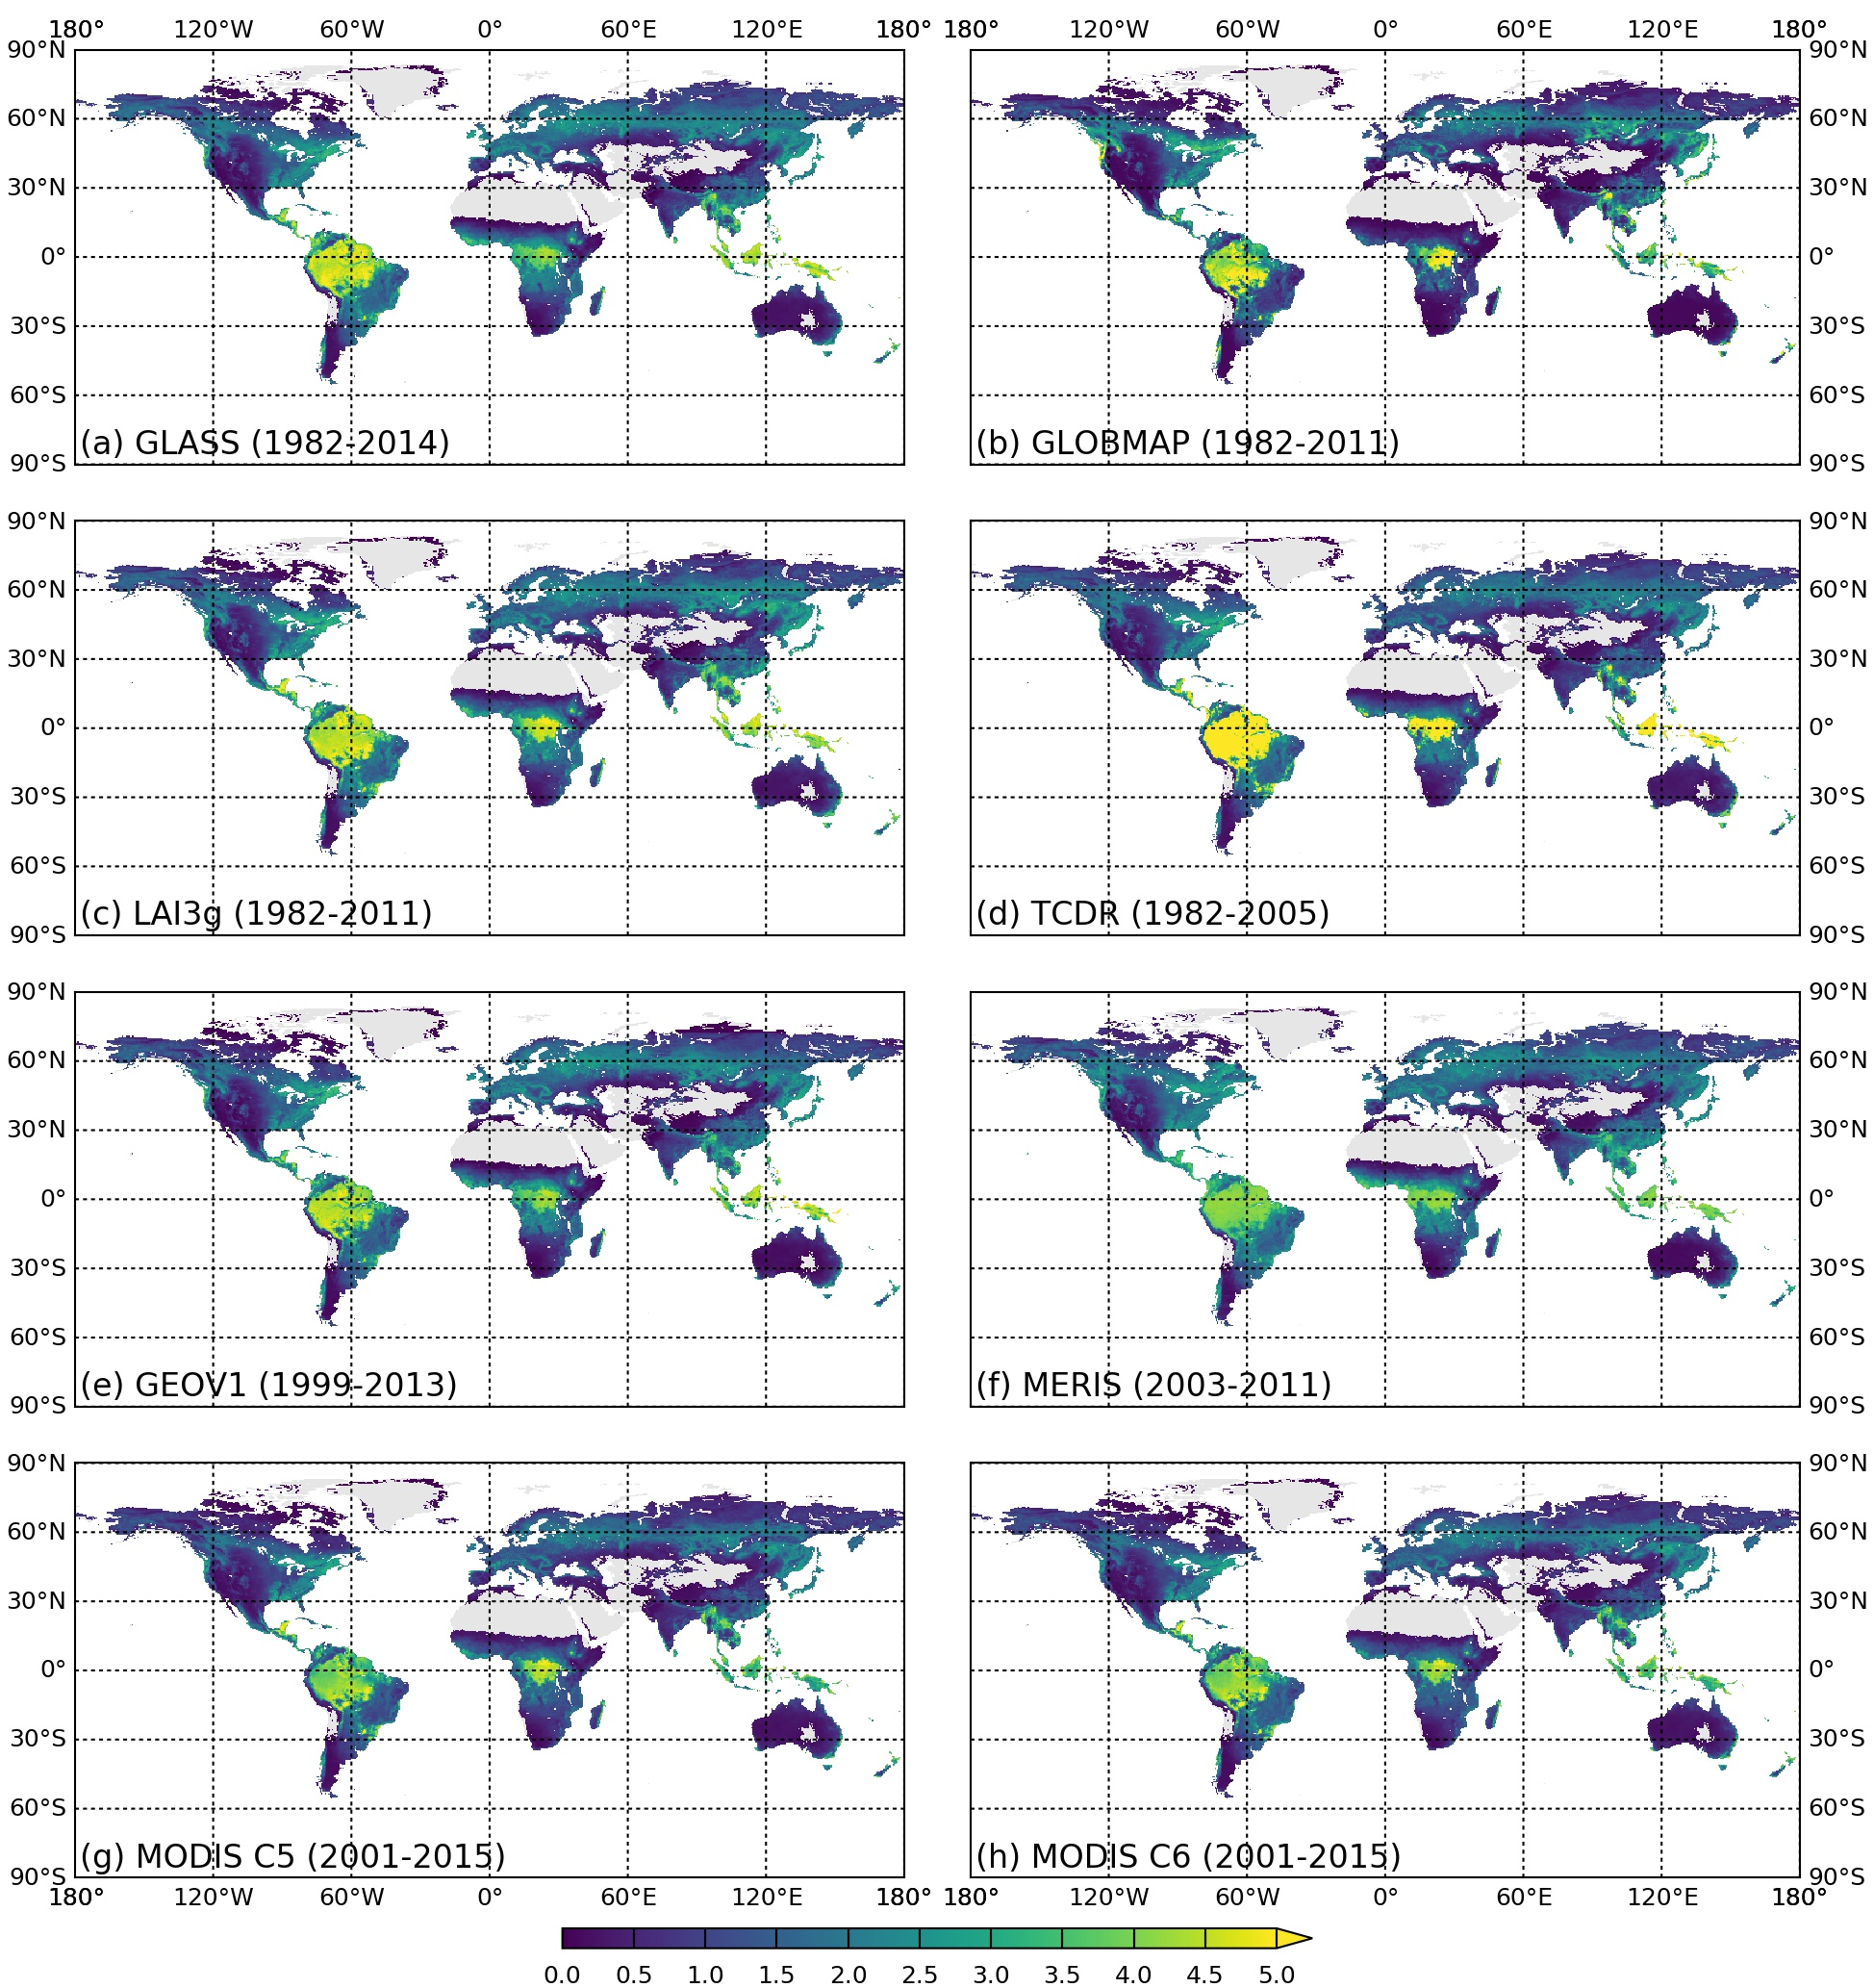 180° 120°W 60°W 0° 60°E 120°E 180° 180° 120°W 60°W 0° 60°E 120°E 180°
90°N 90°N
60°N 60°N
30°N 30°N
0° 0°
30°S 30°S
60°S 60°S
(a) GLASS (1982-2014) (b) GLOBMAP (1982-2011)
90°S 90°S
90°N 90°N
60°N 60°N
30°N 30°N
0° 0°
30°S 30°S
60°S 60°S
(c) LAI3g (1982-2011) (d) TCDR (1982-2005)
90°S 90°S
90°N 90°N
60°N 60°N
30°N 30°N
0° 0°
30°S 30°S
60°S 60°S
(e) GEOV1 (1999-2013) (f) MERIS (2003-2011)
90°S 90°S
90°N 90°N
60°N 60°N
30°N 30°N
0° 0°
30°S 30°S
60°S 60°S
(g) MODIS C5 (2001-2015) (h) MODIS C6 (2001-2015)
90°S 90°S
180° 120°W 60°W 0° 60°E 120°E 180° 180° 120°W 60°W 0° 60°E 120°E 180°
0.0 0.5 1.0 1.5 2.0 2.5 3.0 3.5 4.0 4.5 5.0